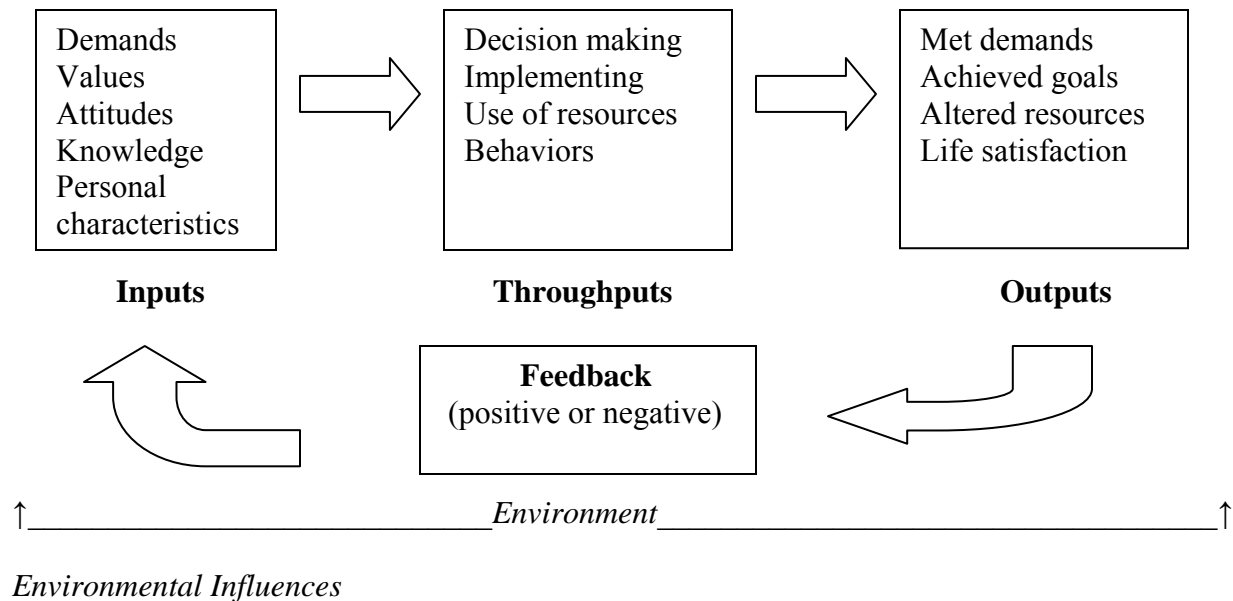 Demands
Values
Attitudes
Knowledge
Personal
characteristics
Decision making
Implementing
Use of resources
Behaviors
Met demands
Achieved goals
Altered resources
Life satisfaction
Inputs
Throughputs
Outputs
Feedback
(positive or negative)
↑_______________________________Environment____________________________________↑
Environmental Influences